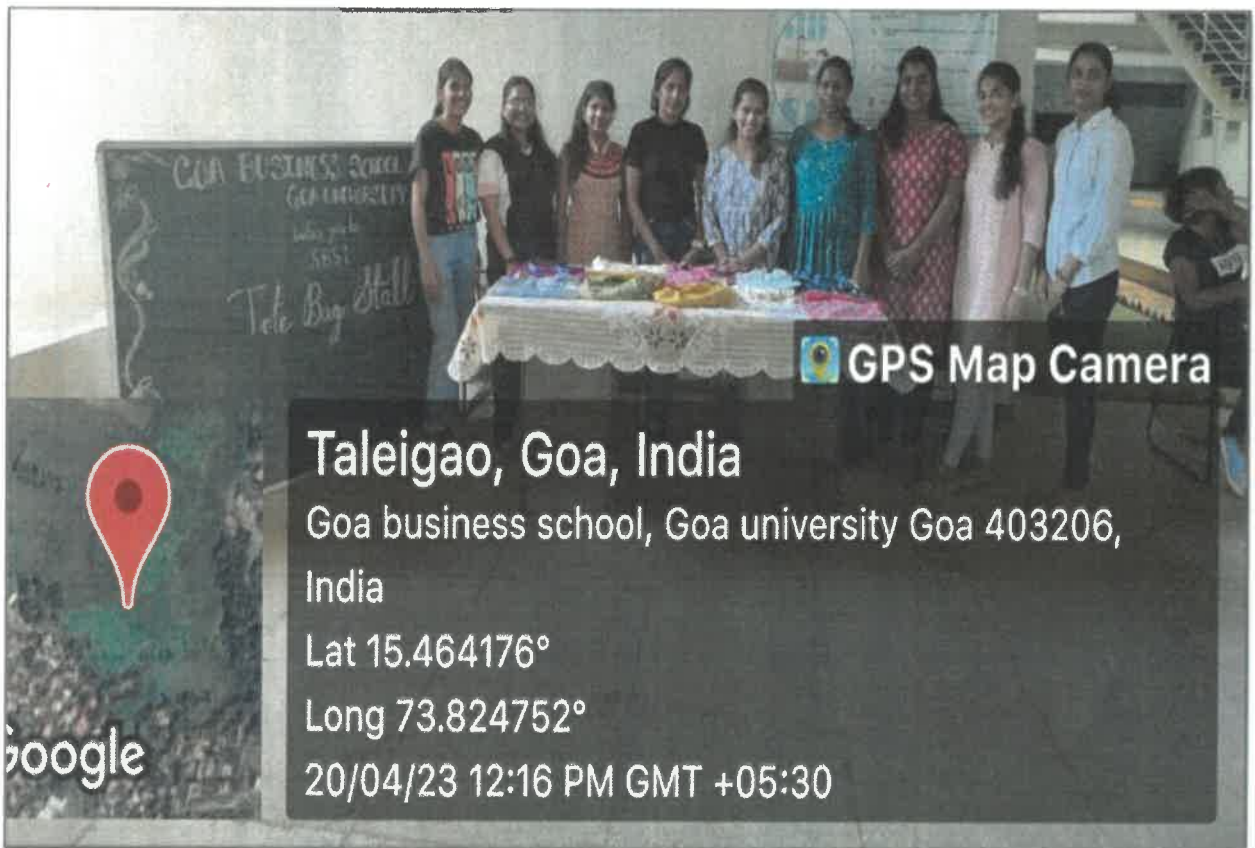 GOA BUSINESS SCHOOL
GOA UNIVERSITY
SBSI
Tote Bag Stall
GPS Map Camera
Taleigao, Goa, India
Goa business school, Goa university Goa 403206,
India
Lat 15.464176°
Long 73.824752°
20/04/23 12:16 PM GMT +05:30
Google